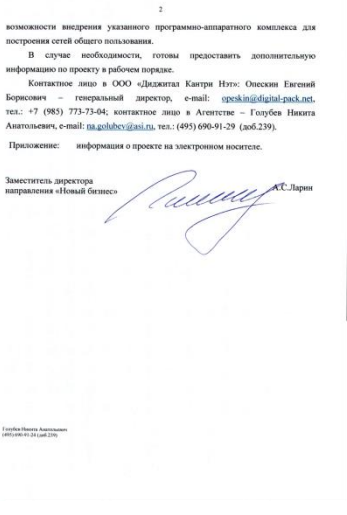 2
возможности внедрения указанного программно-аппаратного комплекса для
построения сетей общего пользования.
В случае необходимости, готовы предоставить дополнительную
информацию по проекту в рабочем порядке.
Контактное лицо в ООО «Диджитал Кантри Нэт»: Опескин Евгений
Борисович – генеральный директор, e-mail: opeskin@digital-pack.net,
тел.: +7 (985) 773-73-04; контактное лицо в Агентстве – Голубев Никита
Анатольевич, e-mail: na.golubev@asi.ru, тел.: (495) 690-91-29 (доб.239).
Приложение: информация о проекте на электронном носителе.
Заместитель директора
направления «Новый бизнес»
А.С.Ларин
Голубев Никита Анатольевич
(495) 690-91-29 (доб.239)